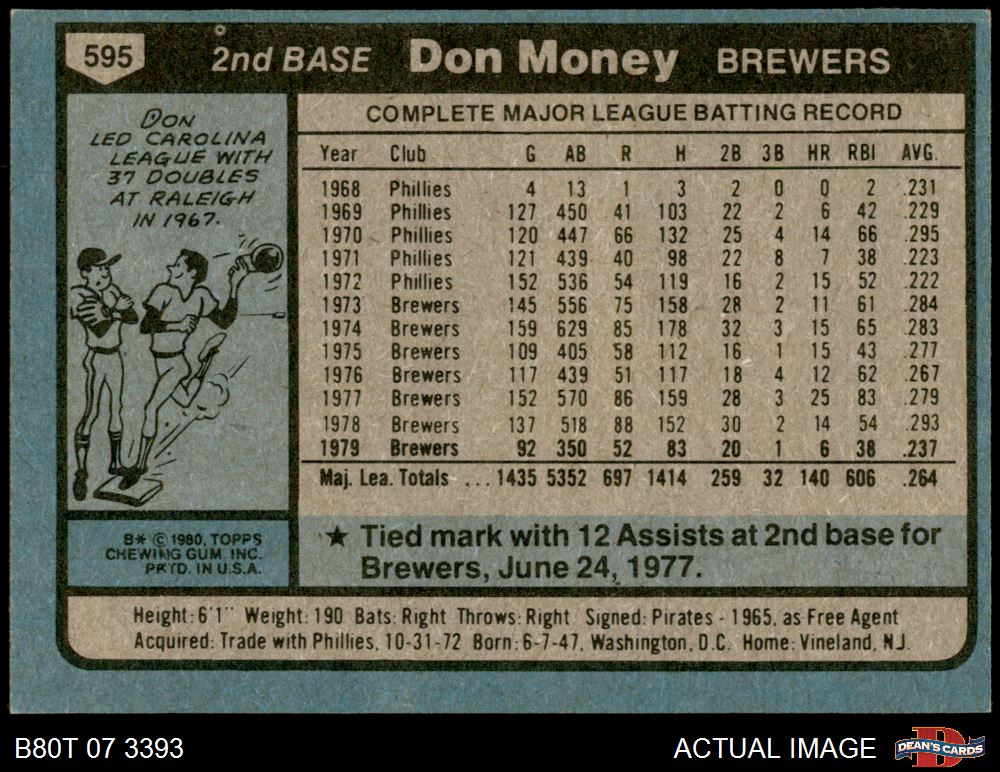 595 2nd BASE Don Money BREWERS
DON
LED CAROLINA
LEAGUE WITH
37 DOUBLES
AT RALEIGH
IN 1967.
COMPLETE MAJOR LEAGUE BATTING RECORD
Year Club G AB R H 2B 3B HR RBI AVG.
1968 Phillies 4 13 1 3 2 0 0 2 .231
1969 Phillies 127 450 41 103 22 2 6 42 .229
1970 Phillies 120 447 66 132 25 4 14 66 .295
1971 Phillies 121 439 40 98 22 8 7 38 .223
1972 Phillies 152 536 54 119 16 2 15 52 .222
1973 Brewers 145 556 75 158 28 2 11 61 .284
1974 Brewers 159 629 85 178 32 3 15 65 .283
1975 Brewers 109 405 58 112 16 1 15 43 .277
1976 Brewers 117 439 51 117 18 4 12 62 .267
1977 Brewers 152 570 86 159 28 3 25 83 .279
1978 Brewers 137 518 88 152 30 2 14 54 .293
1979 Brewers 92 350 52 83 20 1 6 38 .237
Maj. Lea. Totals ... 1435 5352 697 1414 259 32 140 606 .264
B* © 1980, TOPPS
CHEWING GUM, INC.
PRTD. IN U.S.A.
★ Tied mark with 12 Assists at 2nd base for
Brewers, June 24, 1977.
Height: 6'1" Weight: 190 Bats: Right Throws: Right Signed: Pirates - 1965, as Free Agent
Acquired: Trade with Phillies, 10-31-72 Born: 6-7-47, Washington, D.C. Home: Vineland, N.J.
B80T 07 3393 ACTUAL IMAGE DEAN'S CARDS